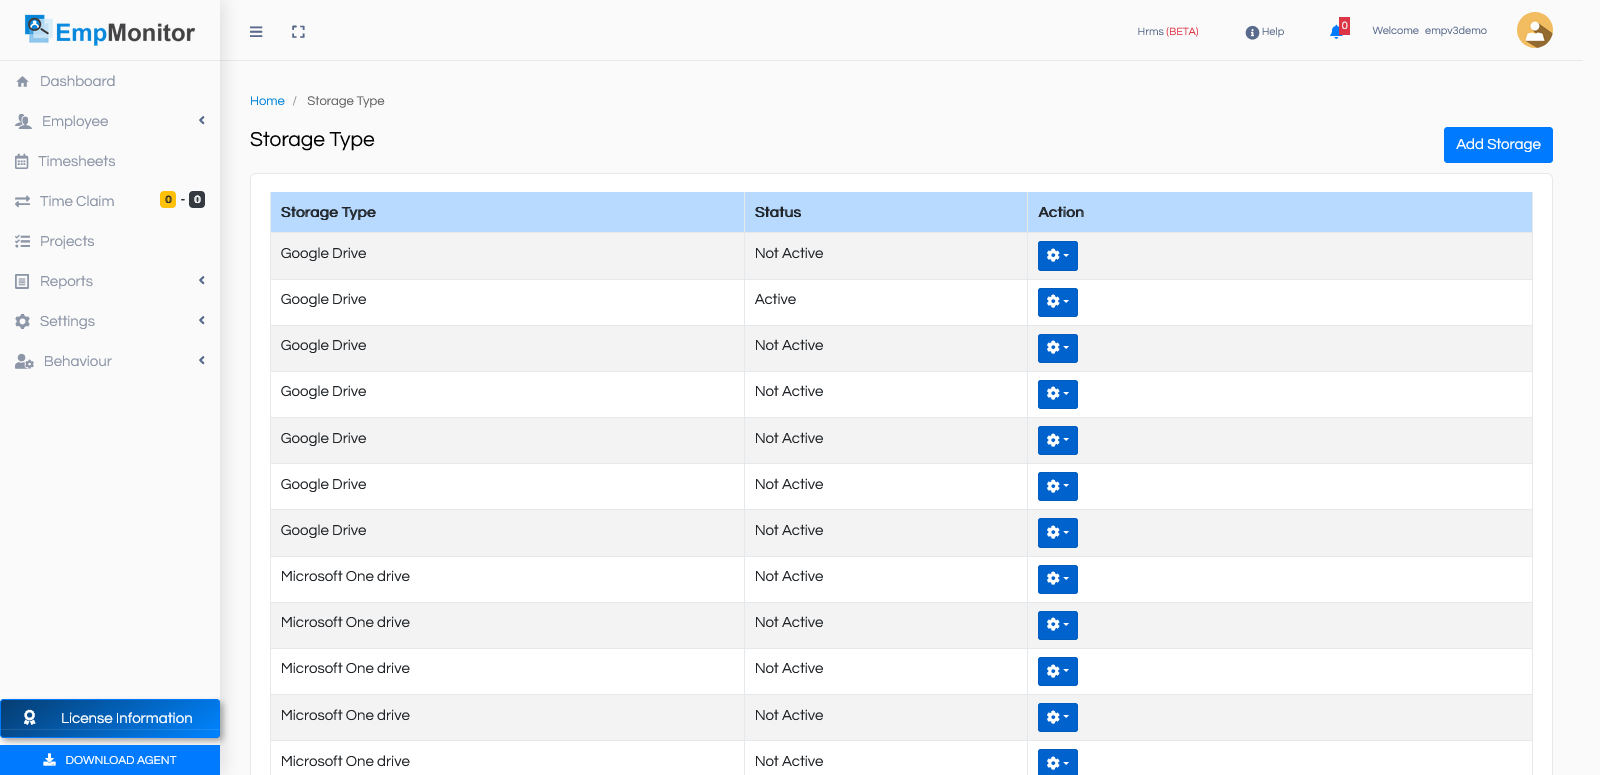 EmpMonitor
Hrms (BETA)
Help
0
Welcome empv3demo
Dashboard
Employee
Timesheets
Time Claim 0 - 0
Projects
Reports
Settings
Behaviour
License Information
DOWNLOAD AGENT
Home / Storage Type
Storage Type
Add Storage
Storage Type Status Action
Google Drive Not Active
Google Drive Active
Google Drive Not Active
Google Drive Not Active
Google Drive Not Active
Google Drive Not Active
Google Drive Not Active
Microsoft One drive Not Active
Microsoft One drive Not Active
Microsoft One drive Not Active
Microsoft One drive Not Active
Microsoft One drive Not Active